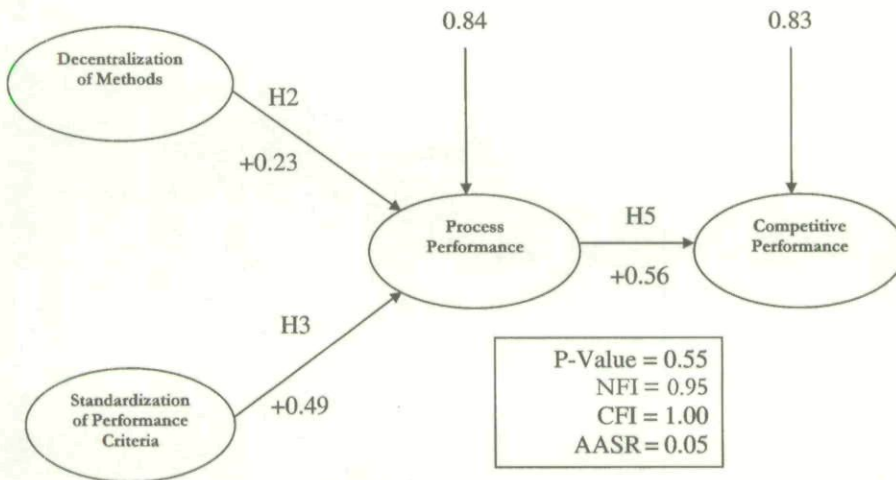 0.84
0.83
Decentralization
of Methods
H2
+0.23
Process
Performance
H5
+0.56
Competitive
Performance
H3
+0.49
Standardization
of Performance
Criteria
P-Value = 0.55
NFI = 0.95
CFI = 1.00
AASR = 0.05